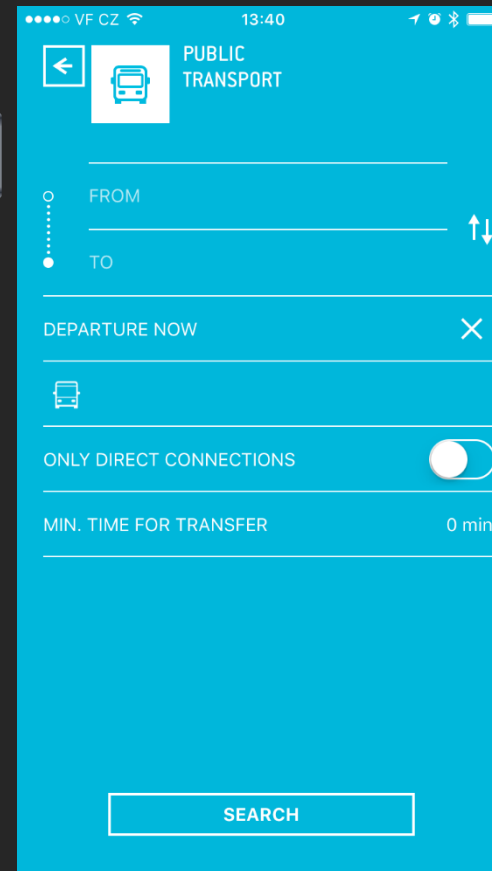 VF CZ 13:40
PUBLIC
TRANSPORT
FROM
TO
DEPARTURE NOW
ONLY DIRECT CONNECTIONS
MIN. TIME FOR TRANSFER 0 min
SEARCH